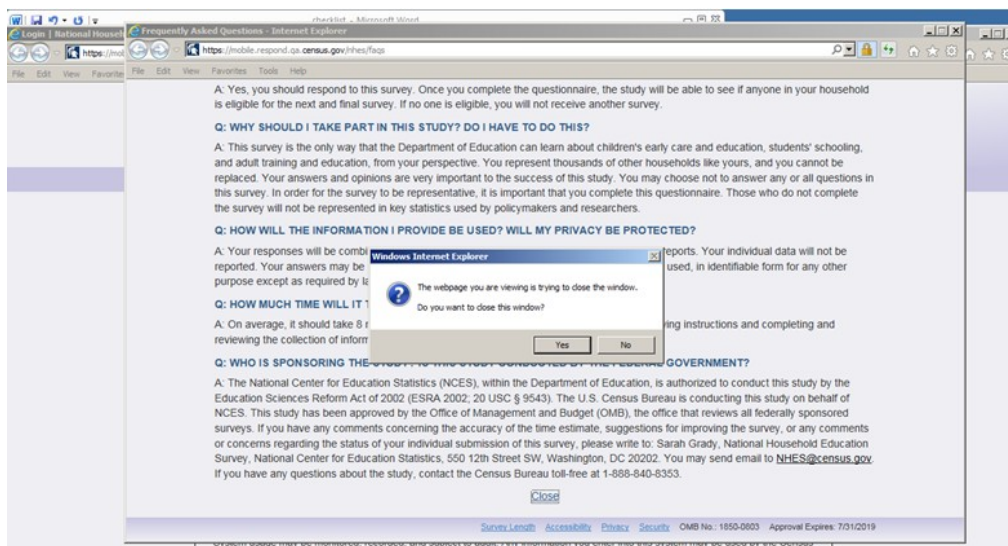 checklist - Microsoft Word
Login | National Househ
Frequently Asked Questions - Internet Explorer
https://mol
https://mobile.respond.qa.census.gov/nhes/faqs
File Edit View Favorite
File Edit View Favorites Tools Help
A: Yes, you should respond to this survey. Once you complete the questionnaire, the study will be able to see if anyone in your household
is eligible for the next and final survey. If no one is eligible, you will not receive another survey.
Q: WHY SHOULD I TAKE PART IN THIS STUDY? DO I HAVE TO DO THIS?
A: This survey is the only way that the Department of Education can learn about children's early care and education, students' schooling,
and adult training and education, from your perspective. You represent thousands of other households like yours, and you cannot be
replaced. Your answers and opinions are very important to the success of this study. You may choose not to answer any or all questions in
this survey. In order for the survey to be representative, it is important that you complete this questionnaire. Those who do not complete
the survey will not be represented in key statistics used by policymakers and researchers.
Q: HOW WILL THE INFORMATION I PROVIDE BE USED? WILL MY PRIVACY BE PROTECTED?
A: Your responses will be combi
eports. Your individual data will not be
reported. Your answers may be
used, in identifiable form for any other
purpose except as required by la
Windows Internet Explorer
The webpage you are viewing is trying to close the window.
Do you want to close this window?
Yes No
Q: HOW MUCH TIME WILL IT T
A: On average, it should take 8 r
ing instructions and completing and
reviewing the collection of inform
Q: WHO IS SPONSORING THE STUDY? IS THIS STUDY CONDUCTED BY THE FEDERAL GOVERNMENT?
A: The National Center for Education Statistics (NCES), within the Department of Education, is authorized to conduct this study by the
Education Sciences Reform Act of 2002 (ESRA 2002; 20 USC § 9543). The U.S. Census Bureau is conducting this study on behalf of
NCES. This study has been approved by the Office of Management and Budget (OMB), the office that reviews all federally sponsored
surveys. If you have any comments concerning the accuracy of the time estimate, suggestions for improving the survey, or any comments
or concerns regarding the status of your individual submission of this survey, please write to: Sarah Grady, National Household Education
Survey, National Center for Education Statistics, 550 12th Street SW, Washington, DC 20202. You may send email to NHES@census.gov.
If you have any questions about the study, contact the Census Bureau toll-free at 1-888-840-8353.
Close
Survey Length Accessibility Privacy Security OMB No.: 1850-0803 Approval Expires: 7/31/2019